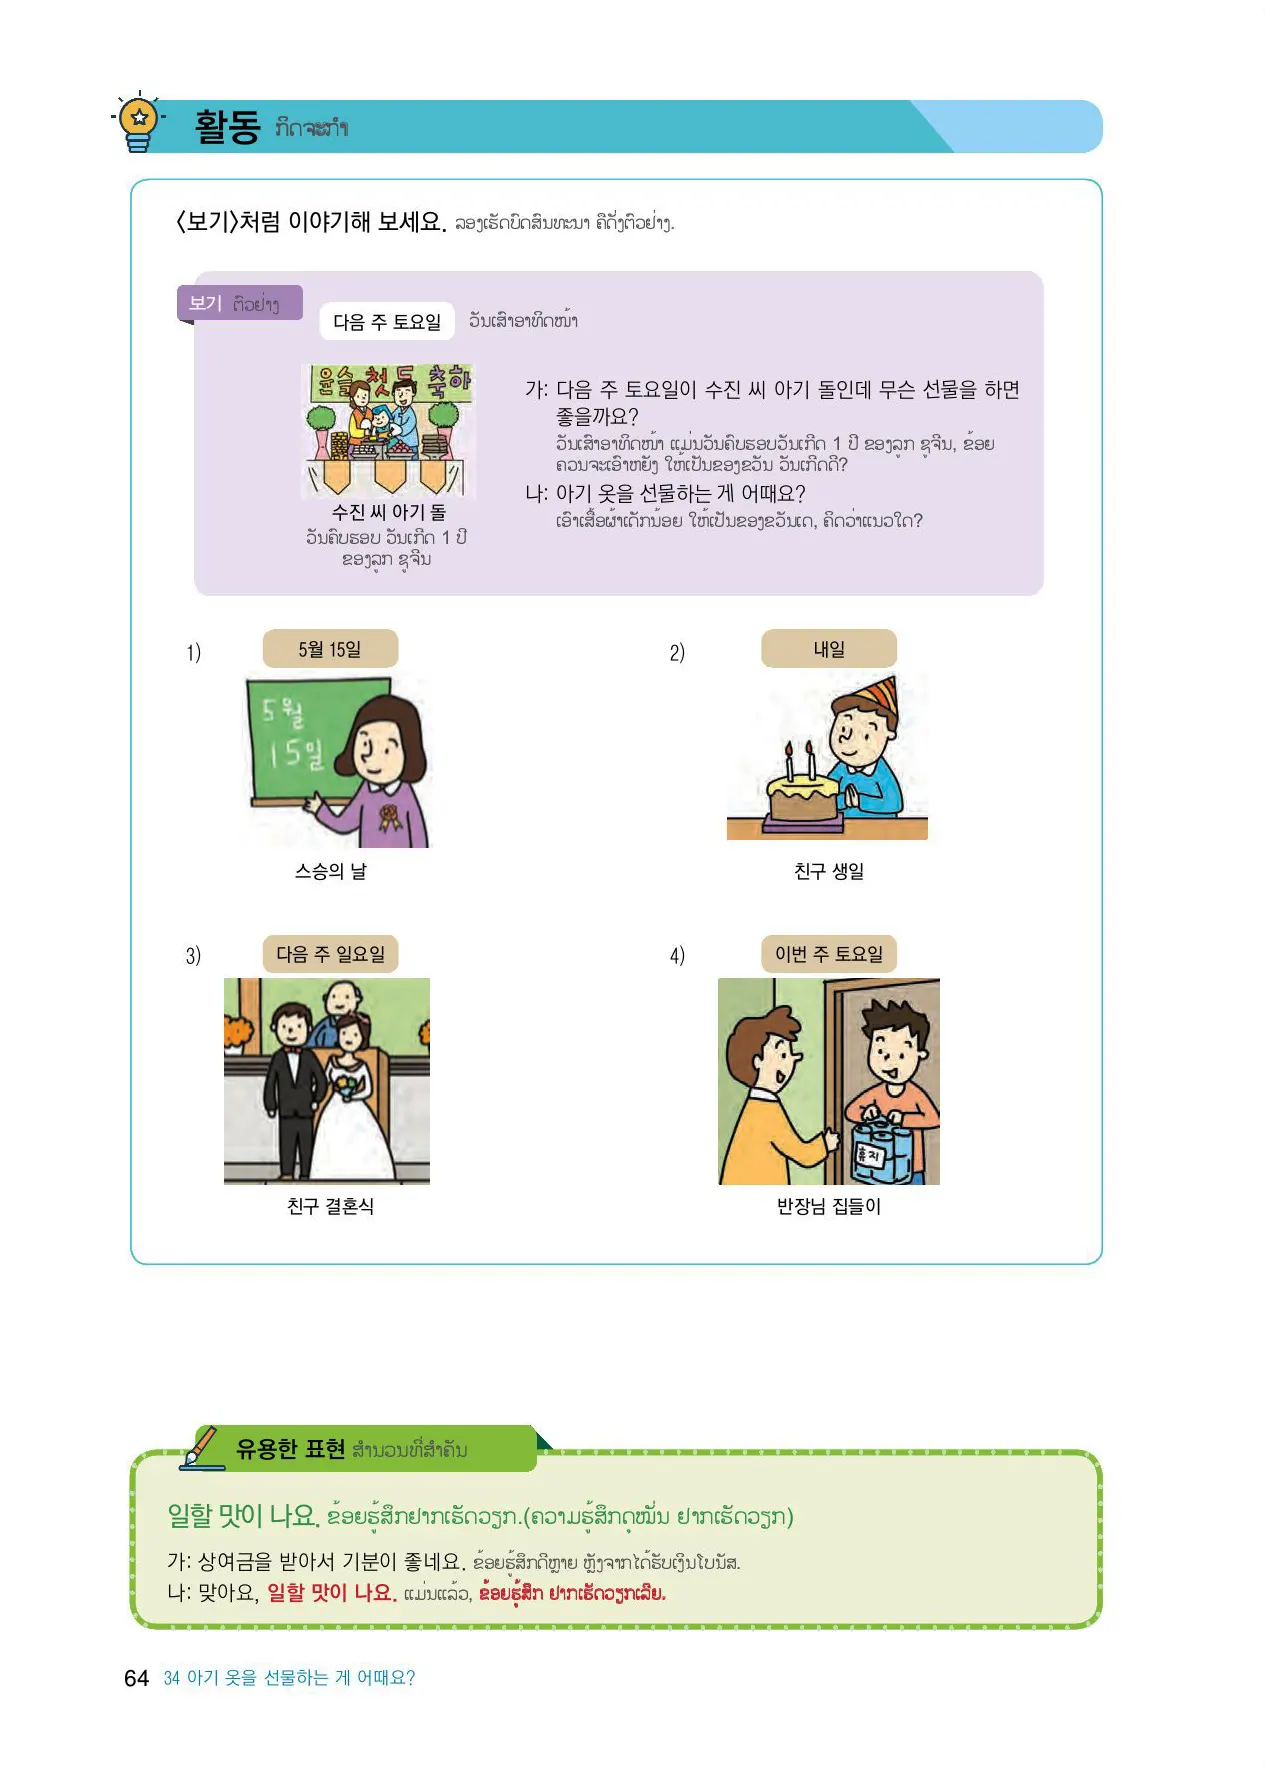 활동 ກິດຈະກຳ
<보기>처럼 이야기해 보세요. ລອງເຮັດບົດສົນທະນາ ຄືດັ່ງຕົວຢ່າງ.
보기 ຕົວຢ່າງ
다음 주 토요일 ວັນເສົາອາທິດໜ້າ
윤슬 첫돌 축하
가: 다음 주 토요일이 수진 씨 아기 돌인데 무슨 선물을 하면
좋을까요?
ວັນເສົາອາທິດໜ້າ ແມ່ນວັນຄົບຮອບວັນເກີດ 1 ປີ ຂອງລູກ ຊູຈີນ, ຂ້ອຍ
ຄວນຈະເອົາຫຍັງ ໃຫ້ເປັນຂອງຂວັນ ວັນເກີດດີ?
나: 아기 옷을 선물하는 게 어때요?
ເອົາເສື້ອຜ້າເດັກນ້ອຍ ໃຫ້ເປັນຂອງຂວັນເດ, ຄິດວ່າແນວໃດ?
수진 씨 아기 돌
ວັນຄົບຮອບ ວັນເກີດ 1 ປີ
ຂອງລູກ ຊູຈີນ
1) 5월 15일
5월
15일
스승의 날
2) 내일
친구 생일
3) 다음 주 일요일
친구 결혼식
4) 이번 주 토요일
휴지
반장님 집들이
유용한 표현 ສຳນວນທີ່ສຳຄັນ
일할 맛이 나요. ຂ້ອຍຮູ້ສຶກຢາກເຮັດວຽກ.(ຄວາມຮູ້ສຶກດຸໝັ່ນ ຢາກເຮັດວຽກ)
가: 상여금을 받아서 기분이 좋네요. ຂ້ອຍຮູ້ສຶກດີຫຼາຍ ຫຼັງຈາກໄດ້ຮັບເງິນໂບນັສ.
나: 맞아요, 일할 맛이 나요. ແມ່ນແລ້ວ, ຂ້ອຍຮູ້ສຶກ ຢາກເຮັດວຽກເລີຍ.
64 34 아기 옷을 선물하는 게 어때요?